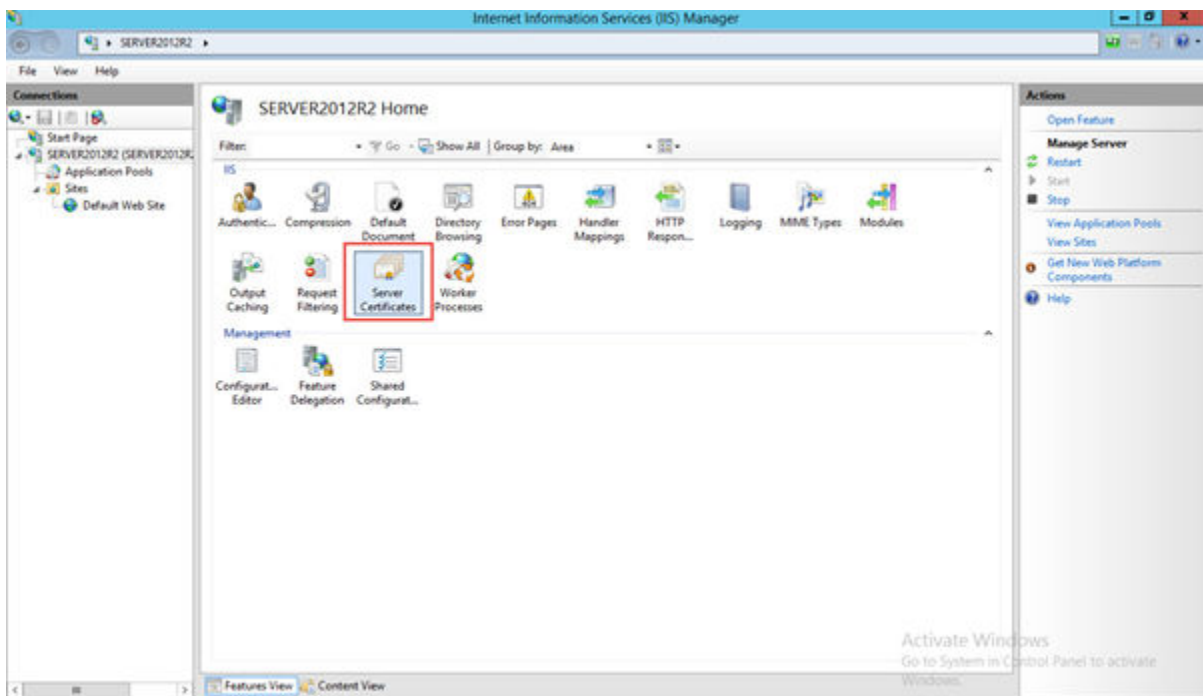 Internet Information Services (IIS) Manager
SERVER2012R2
File View Help
Connections
Start Page
SERVER2012R2 (SERVER2012R
Application Pools
Sites
Default Web Site
SERVER2012R2 Home
Filter: Go Show All Group by: Area
IIS
Authentic... Compression Default Document Directory Browsing Error Pages Handler Mappings HTTP Respon... Logging MIME Types Modules
Output Caching Request Filtering Server Certificates Worker Processes
Management
Configurat... Editor Feature Delegation Shared Configurat...
Features View Content View
Actions
Open Feature
Manage Server
Restart
Start
Stop
View Application Pools
View Sites
Get New Web Platform
Components
Help
Activate Windows
Go to System in Control Panel to activate
Windows.